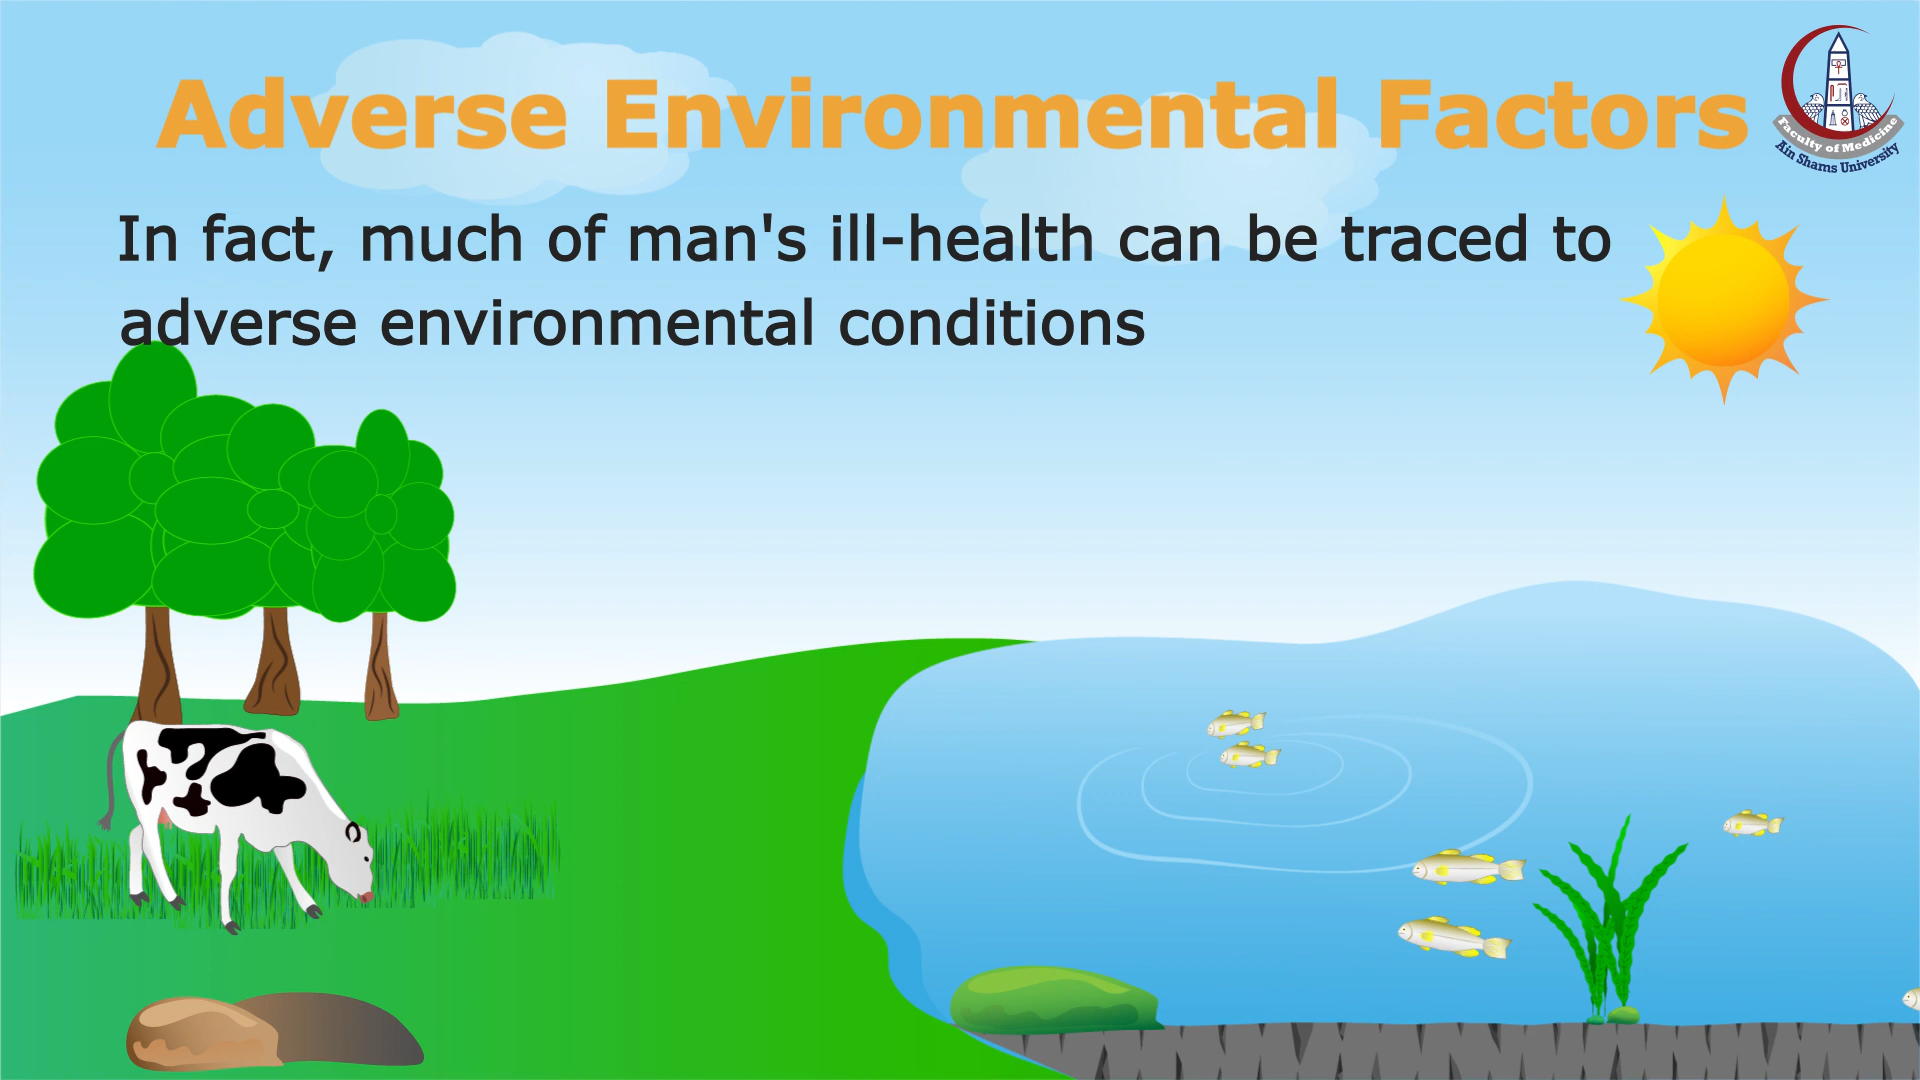 Adverse Environmental Factors
Faculty of Medicine
Ain Shams University
In fact, much of man's ill-health can be traced to
adverse environmental conditions